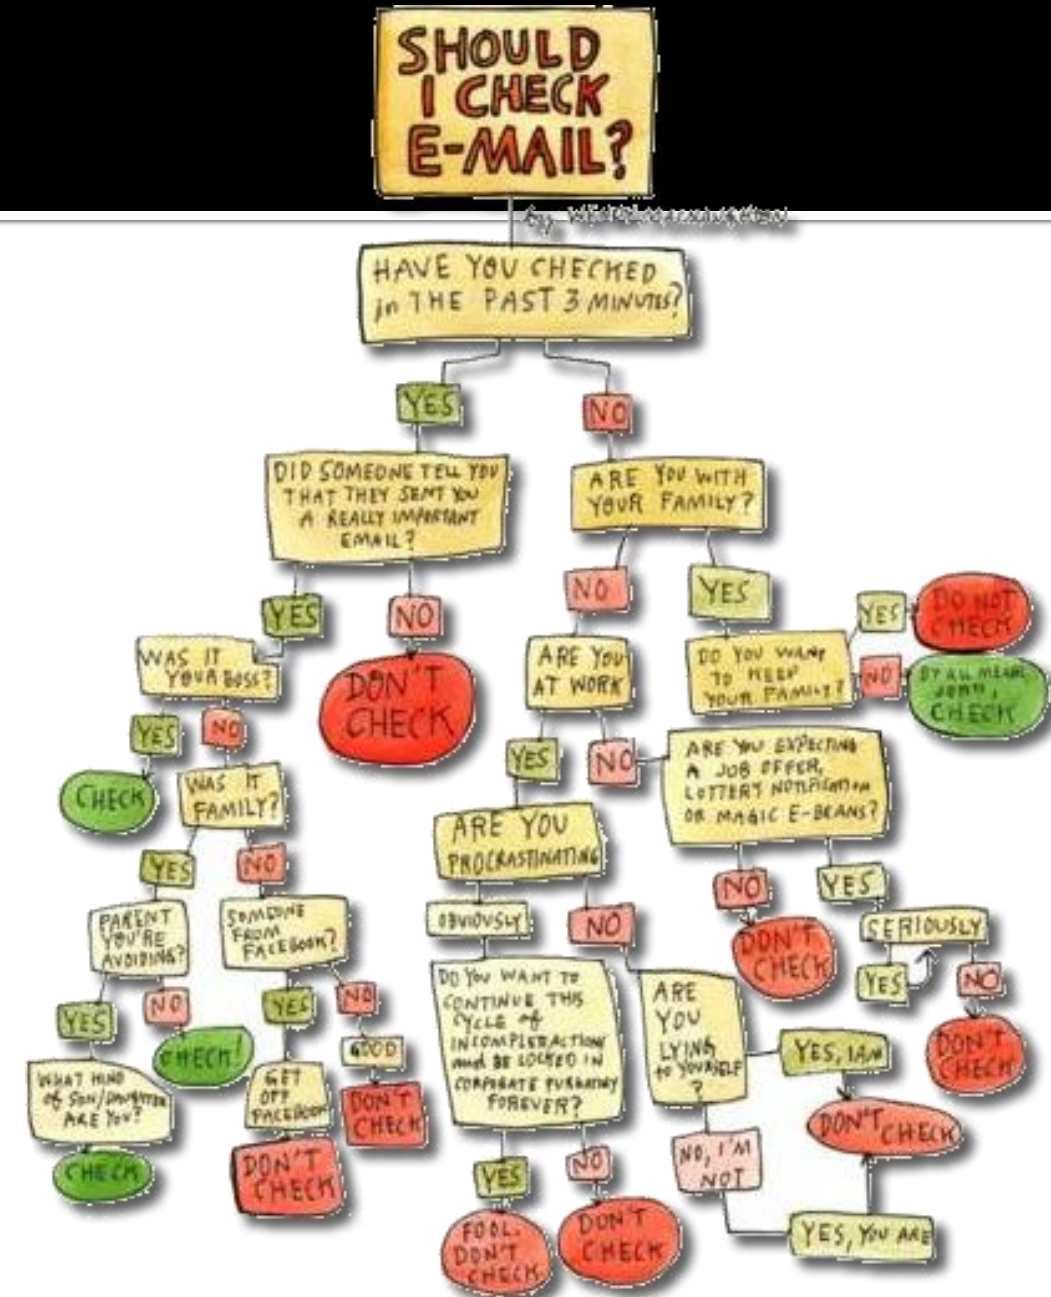 SHOULD
I CHECK
E-MAIL?
by
HAVE YOU CHECKED
in THE PAST 3 MINUTES?
YES
NO
DID SOMEONE TELL YOU
THAT THEY SENT YOU
A REALLY IMPORTANT
EMAIL?
ARE YOU WITH
YOUR FAMILY?
YES
NO
NO
YES
WAS IT
YOUR BOSS?
DON'T
CHECK
ARE YOU
AT WORK
DO YOU WANT
TO KEEP
YOUR FAMILY?
YES
DO NOT
CHECK
NO
BY ALL MEANS
CHECK
YES
NO
CHECK
WAS IT
FAMILY?
YES
NO
ARE YOU
PROCRASTINATING
ARE YOU EXPECTING
A JOB OFFER,
LOTTERY NOTIFICATION
OR MAGIC E-BEANS?
YES
NO
PARENT
YOU'RE
AVOIDING?
SOMEONE
FROM
FACEBOOK?
OBVIOUSLY
NO
NO
YES
DON'T
CHECK
SERIOUSLY
YES
NO
DON'T
CHECK
YES
NO
YES
NO
CHECK!
GOOD
WHAT KIND
of SON/DAUGHTER
ARE YOU?
GET
OFF
FACEBOOK
DON'T
CHECK
CHECK
DON'T
CHECK
DO YOU WANT TO
CONTINUE THIS
CYCLE of
INCOMPLETE ACTIONS
and BE LOCKED IN
CORPORATE PURGATORY
FOREVER?
ARE
YOU
LYING
to YOURSELF
?
YES, I AM
DON'T CHECK
YES
NO
NO, I'M
NOT
FOOL.
DON'T
CHECK.
DON'T
CHECK
YES, YOU ARE